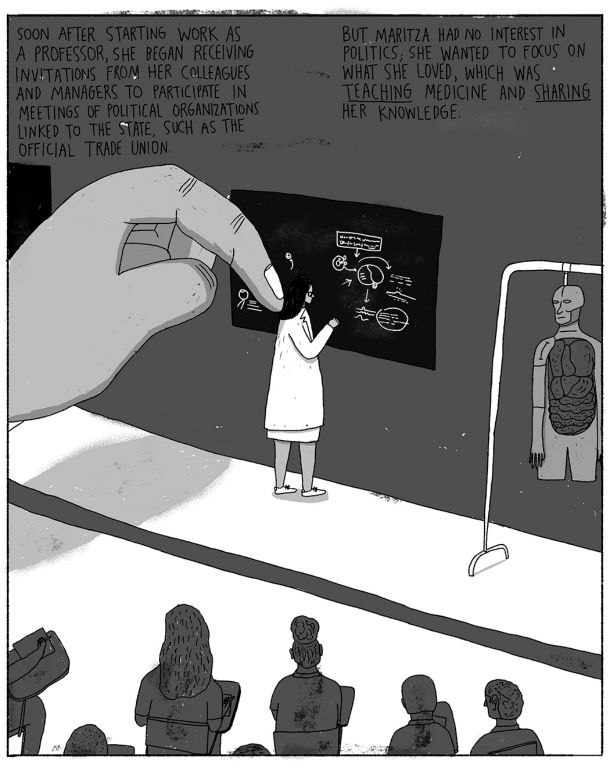 SOON AFTER STARTING WORK AS
A PROFESSOR, SHE BEGAN RECEIVING
INVITATIONS FROM HER COLLEAGUES
AND MANAGERS TO PARTICIPATE IN
MEETINGS OF POLITICAL ORGANIZATIONS
LINKED TO THE STATE, SUCH AS THE
OFFICIAL TRADE UNION.
BUT MARITZA HAD NO INTEREST IN
POLITICS; SHE WANTED TO FOCUS ON
WHAT SHE LOVED, WHICH WAS
TEACHING MEDICINE AND SHARING
HER KNOWLEDGE.